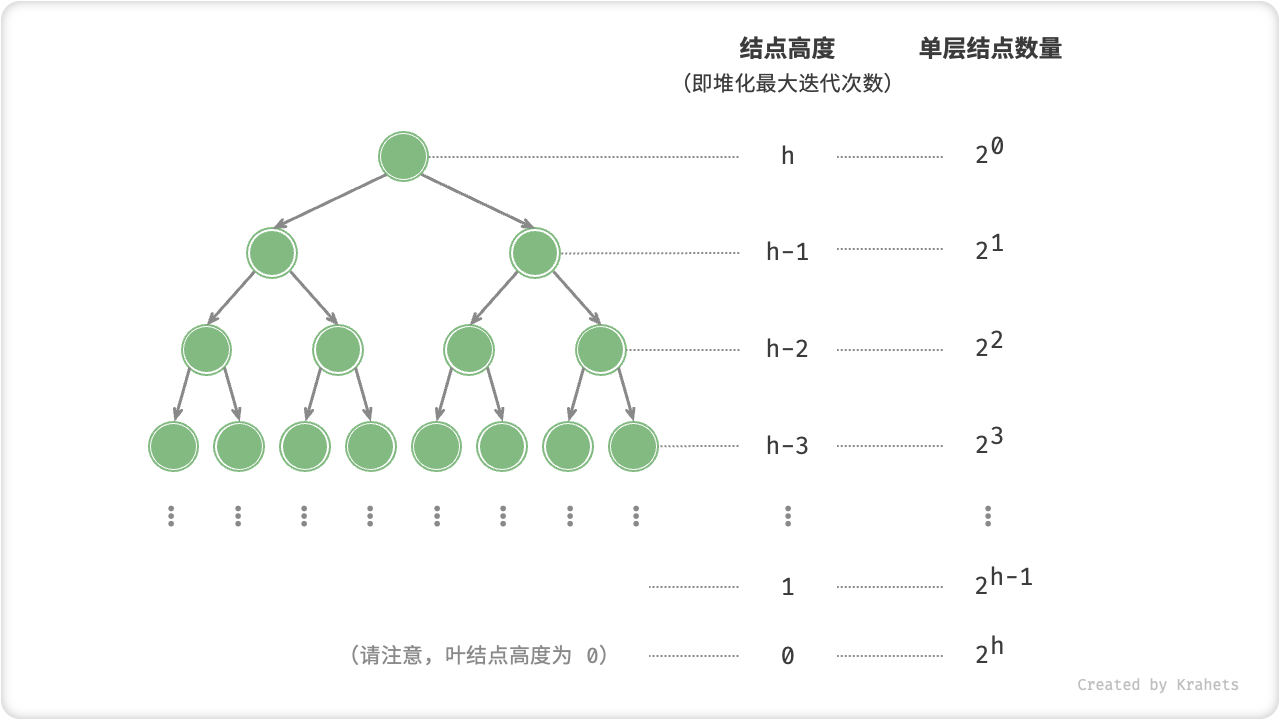 结点高度 单层结点数量
（即堆化最大迭代次数）
h 2^0
h-1 2^1
h-2 2^2
h-3 2^3
1 2^h-1
（请注意，叶结点高度为 0） 0 2^h
Created by Krahets